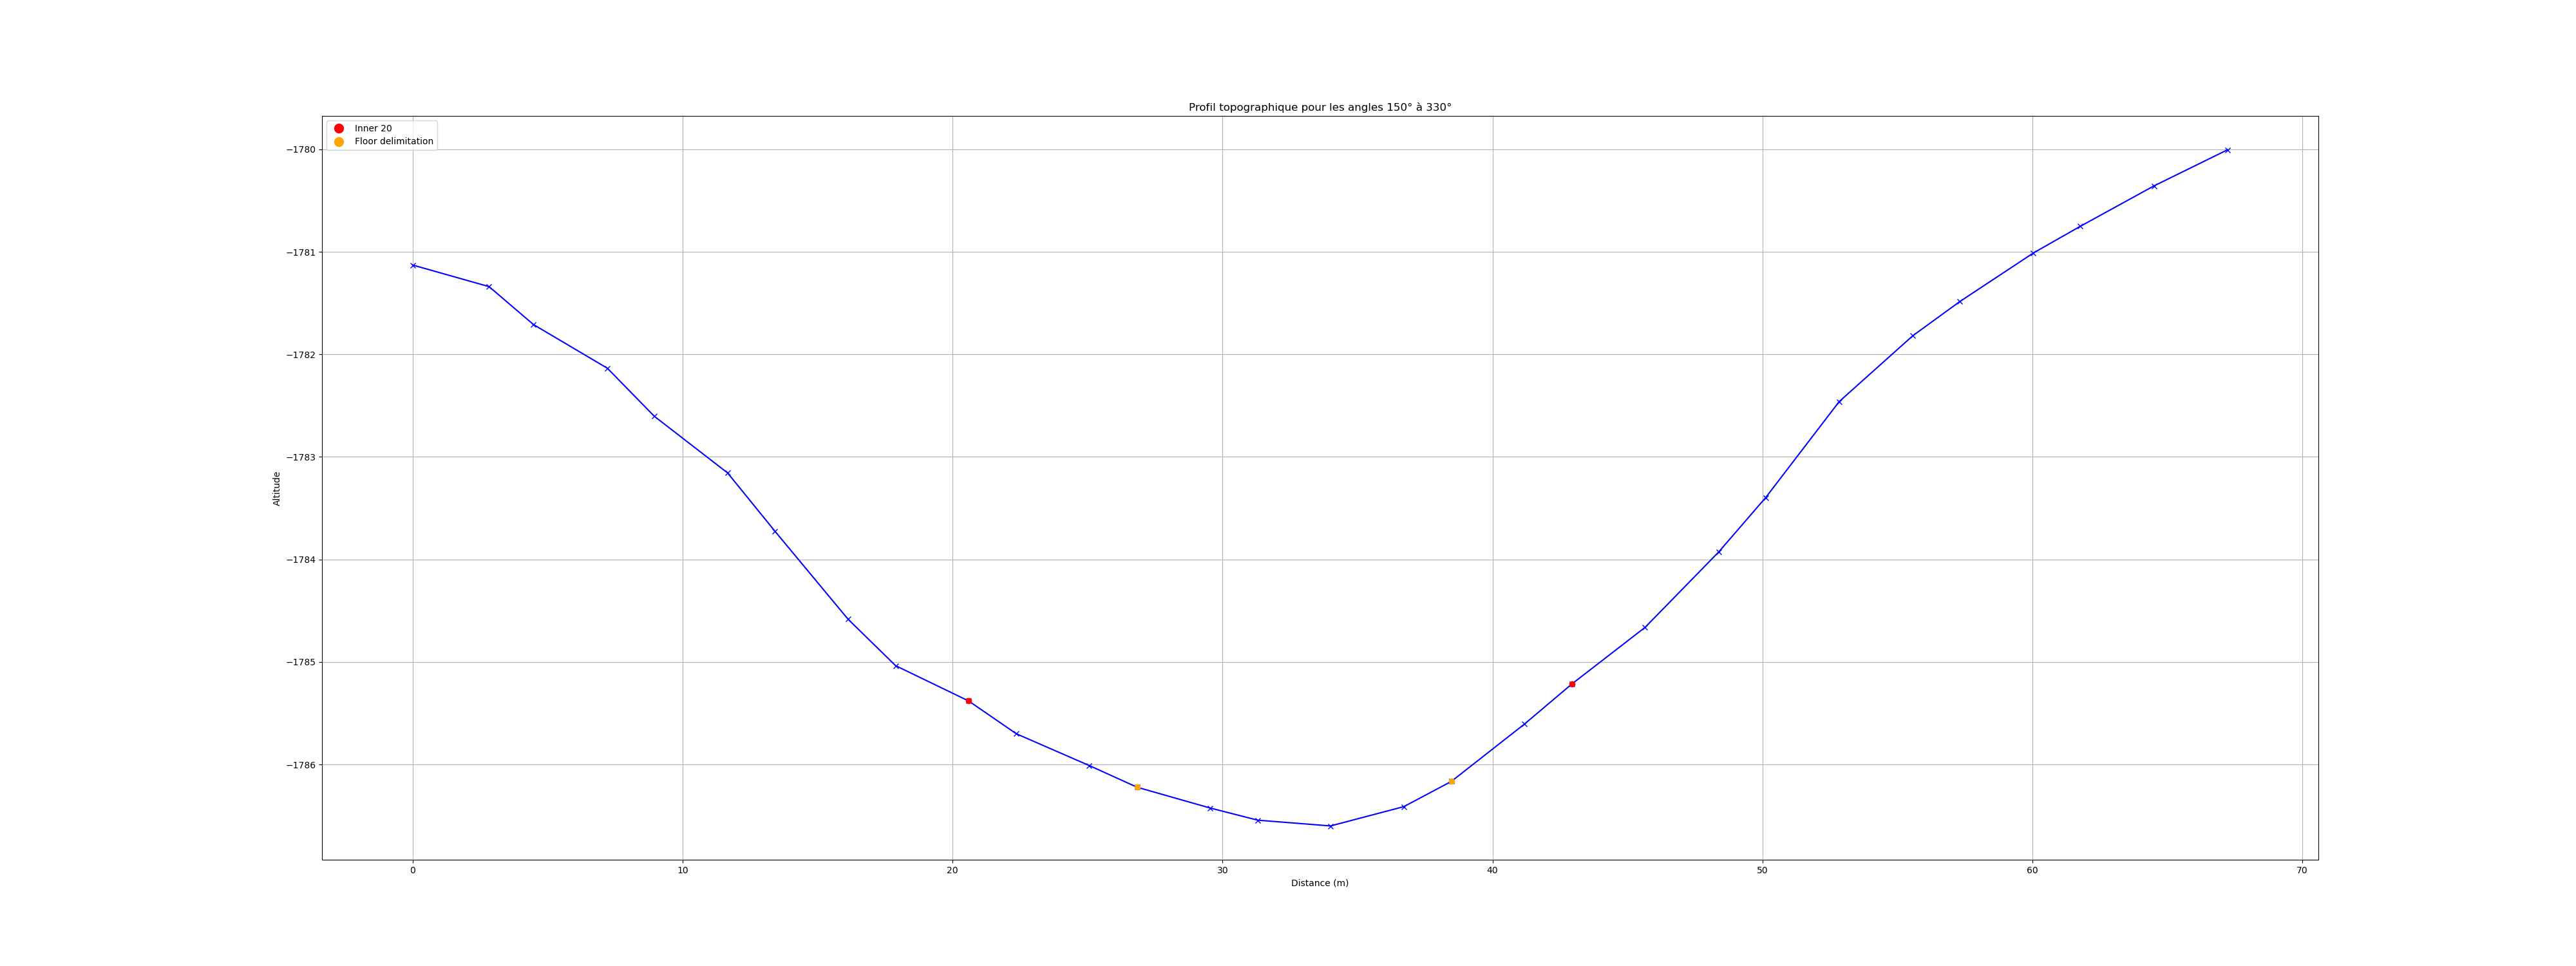 Profil topographique pour les angles 150° à 330°
Inner 20
Floor delimitation
−1780
−1781
−1782
−1783
−1784
−1785
−1786
Altitude
0 10 20 30 40 50 60 70
Distance (m)